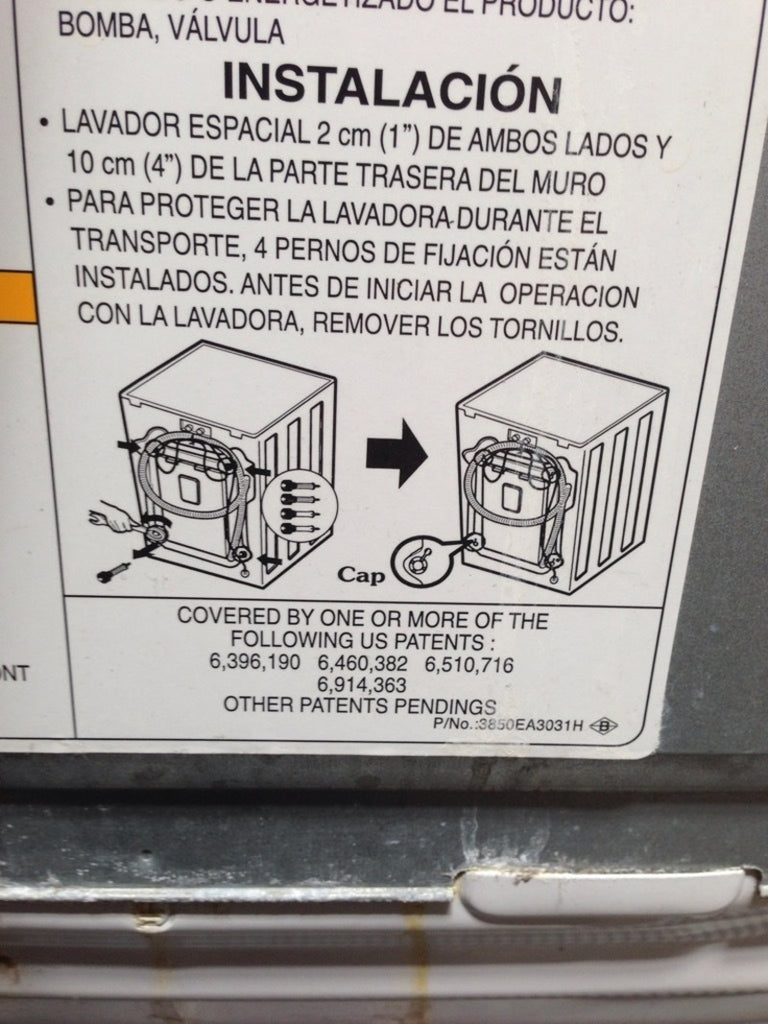 ENERGETIZADO EL PRODUCTO:
BOMBA, VÁLVULA
INSTALACIÓN
• LAVADOR ESPACIAL 2 cm (1”) DE AMBOS LADOS Y
10 cm (4”) DE LA PARTE TRASERA DEL MURO
• PARA PROTEGER LA LAVADORA DURANTE EL
TRANSPORTE, 4 PERNOS DE FIJACIÓN ESTÁN
INSTALADOS. ANTES DE INICIAR LA OPERACION
CON LA LAVADORA, REMOVER LOS TORNILLOS.
Cap
COVERED BY ONE OR MORE OF THE
FOLLOWING US PATENTS :
6,396,190 6,460,382 6,510,716
6,914,363
OTHER PATENTS PENDINGS
P/No.:3850EA3031H B